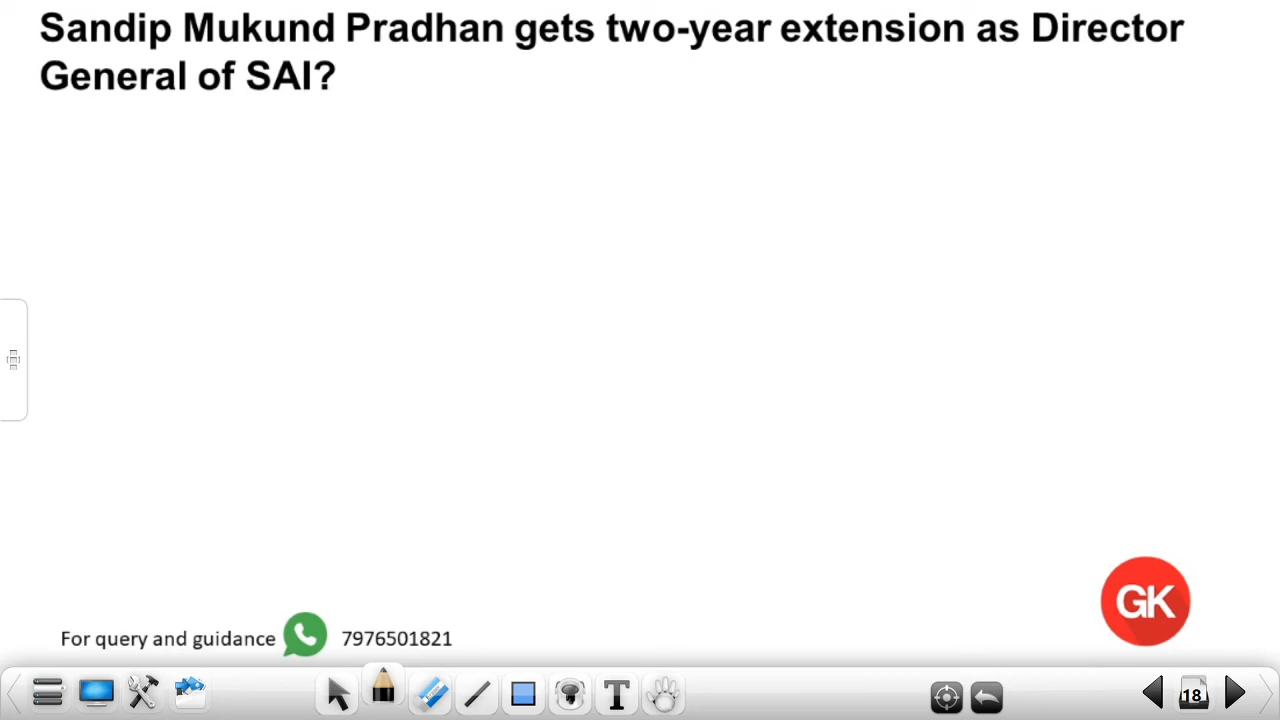 Sandip Mukund Pradhan gets two-year extension as Director
General of SAI?
GK
For query and guidance 7976501821
T
18